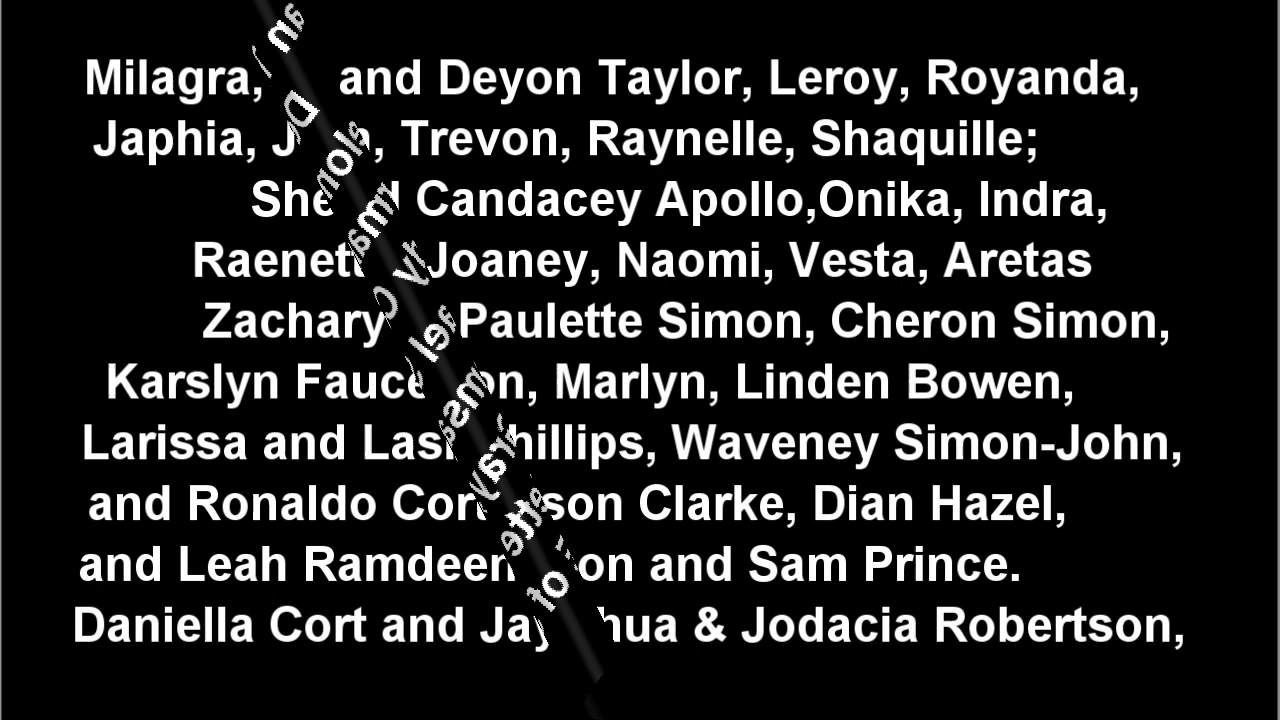 Milagra, and Deyon Taylor, Leroy, Royanda,
Japhia, Trevon, Raynelle, Shaquille;
Candacey Apollo,Onika, Indra,
Joaney, Naomi, Vesta, Aretas
Zachary Paulette Simon, Cheron Simon,
Karslyn Marlyn, Linden Bowen,
Larissa and Waveney Simon-John,
and Ronaldo Clarke, Dian Hazel,
and Leah Ramdeen and Sam Prince.
Daniella Cort and & Jodacia Robertson,